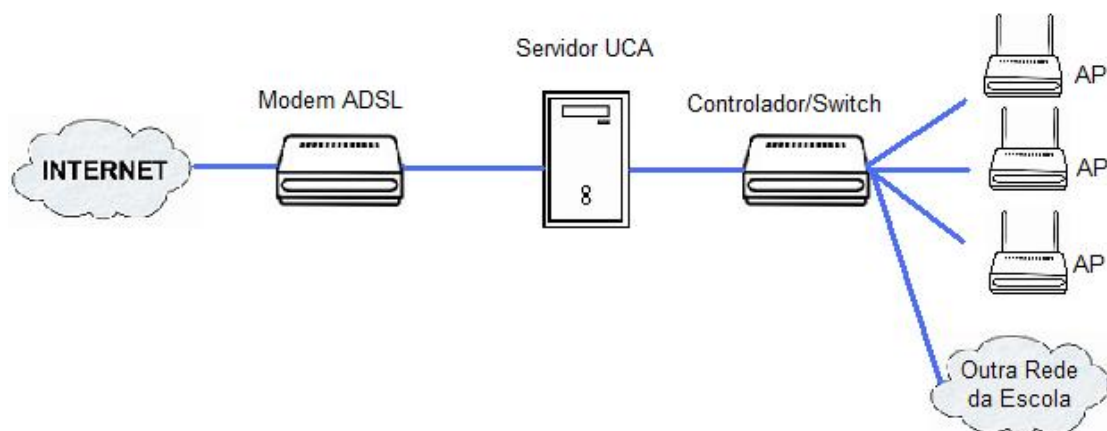 Servidor UCA
Modem ADSL
Controlador/Switch
INTERNET
AP
AP
AP
Outra Rede
da Escola